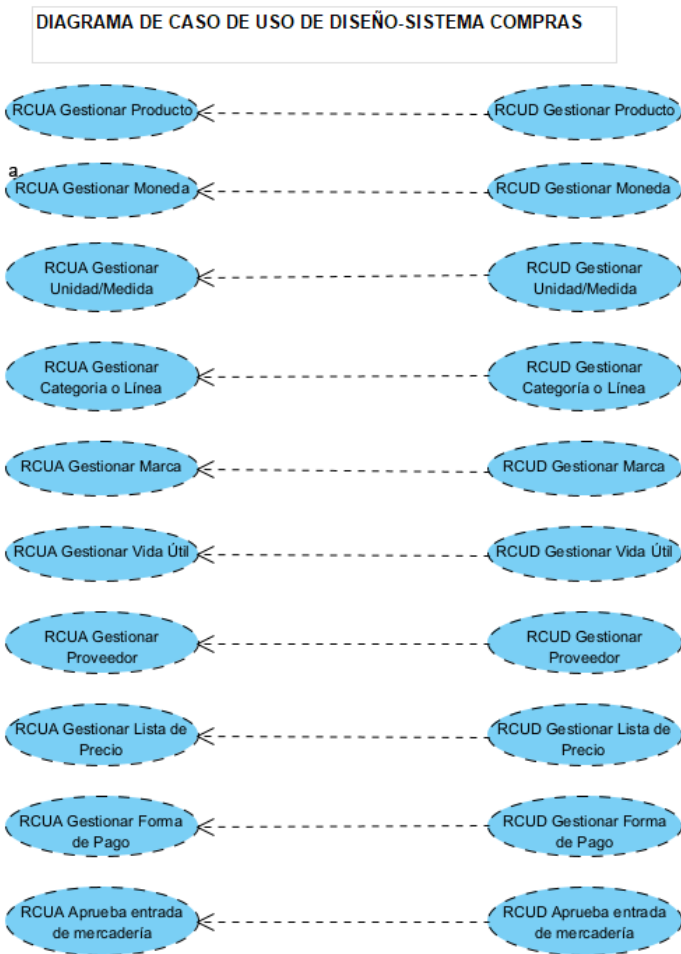 DIAGRAMA DE CASO DE USO DE DISEÑO-SISTEMA COMPRAS
RCUA Gestionar Producto
RCUD Gestionar Producto
a
RCUA Gestionar Moneda
RCUD Gestionar Moneda
RCUA Gestionar
Unidad/Medida
RCUD Gestionar
Unidad/Medida
RCUA Gestionar
Categoria o Línea
RCUD Gestionar
Categoría o Línea
RCUA Gestionar Marca
RCUD Gestionar Marca
RCUA Gestionar Vida Útil
RCUD Gestionar Vida Útil
RCUA Gestionar
Proveedor
RCUD Gestionar
Proveedor
RCUA Gestionar Lista de
Precio
RCUD Gestionar Lista de
Precio
RCUA Gestionar Forma
de Pago
RCUD Gestionar Forma
de Pago
RCUA Aprueba entrada
de mercadería
RCUD Aprueba entrada
de mercadería